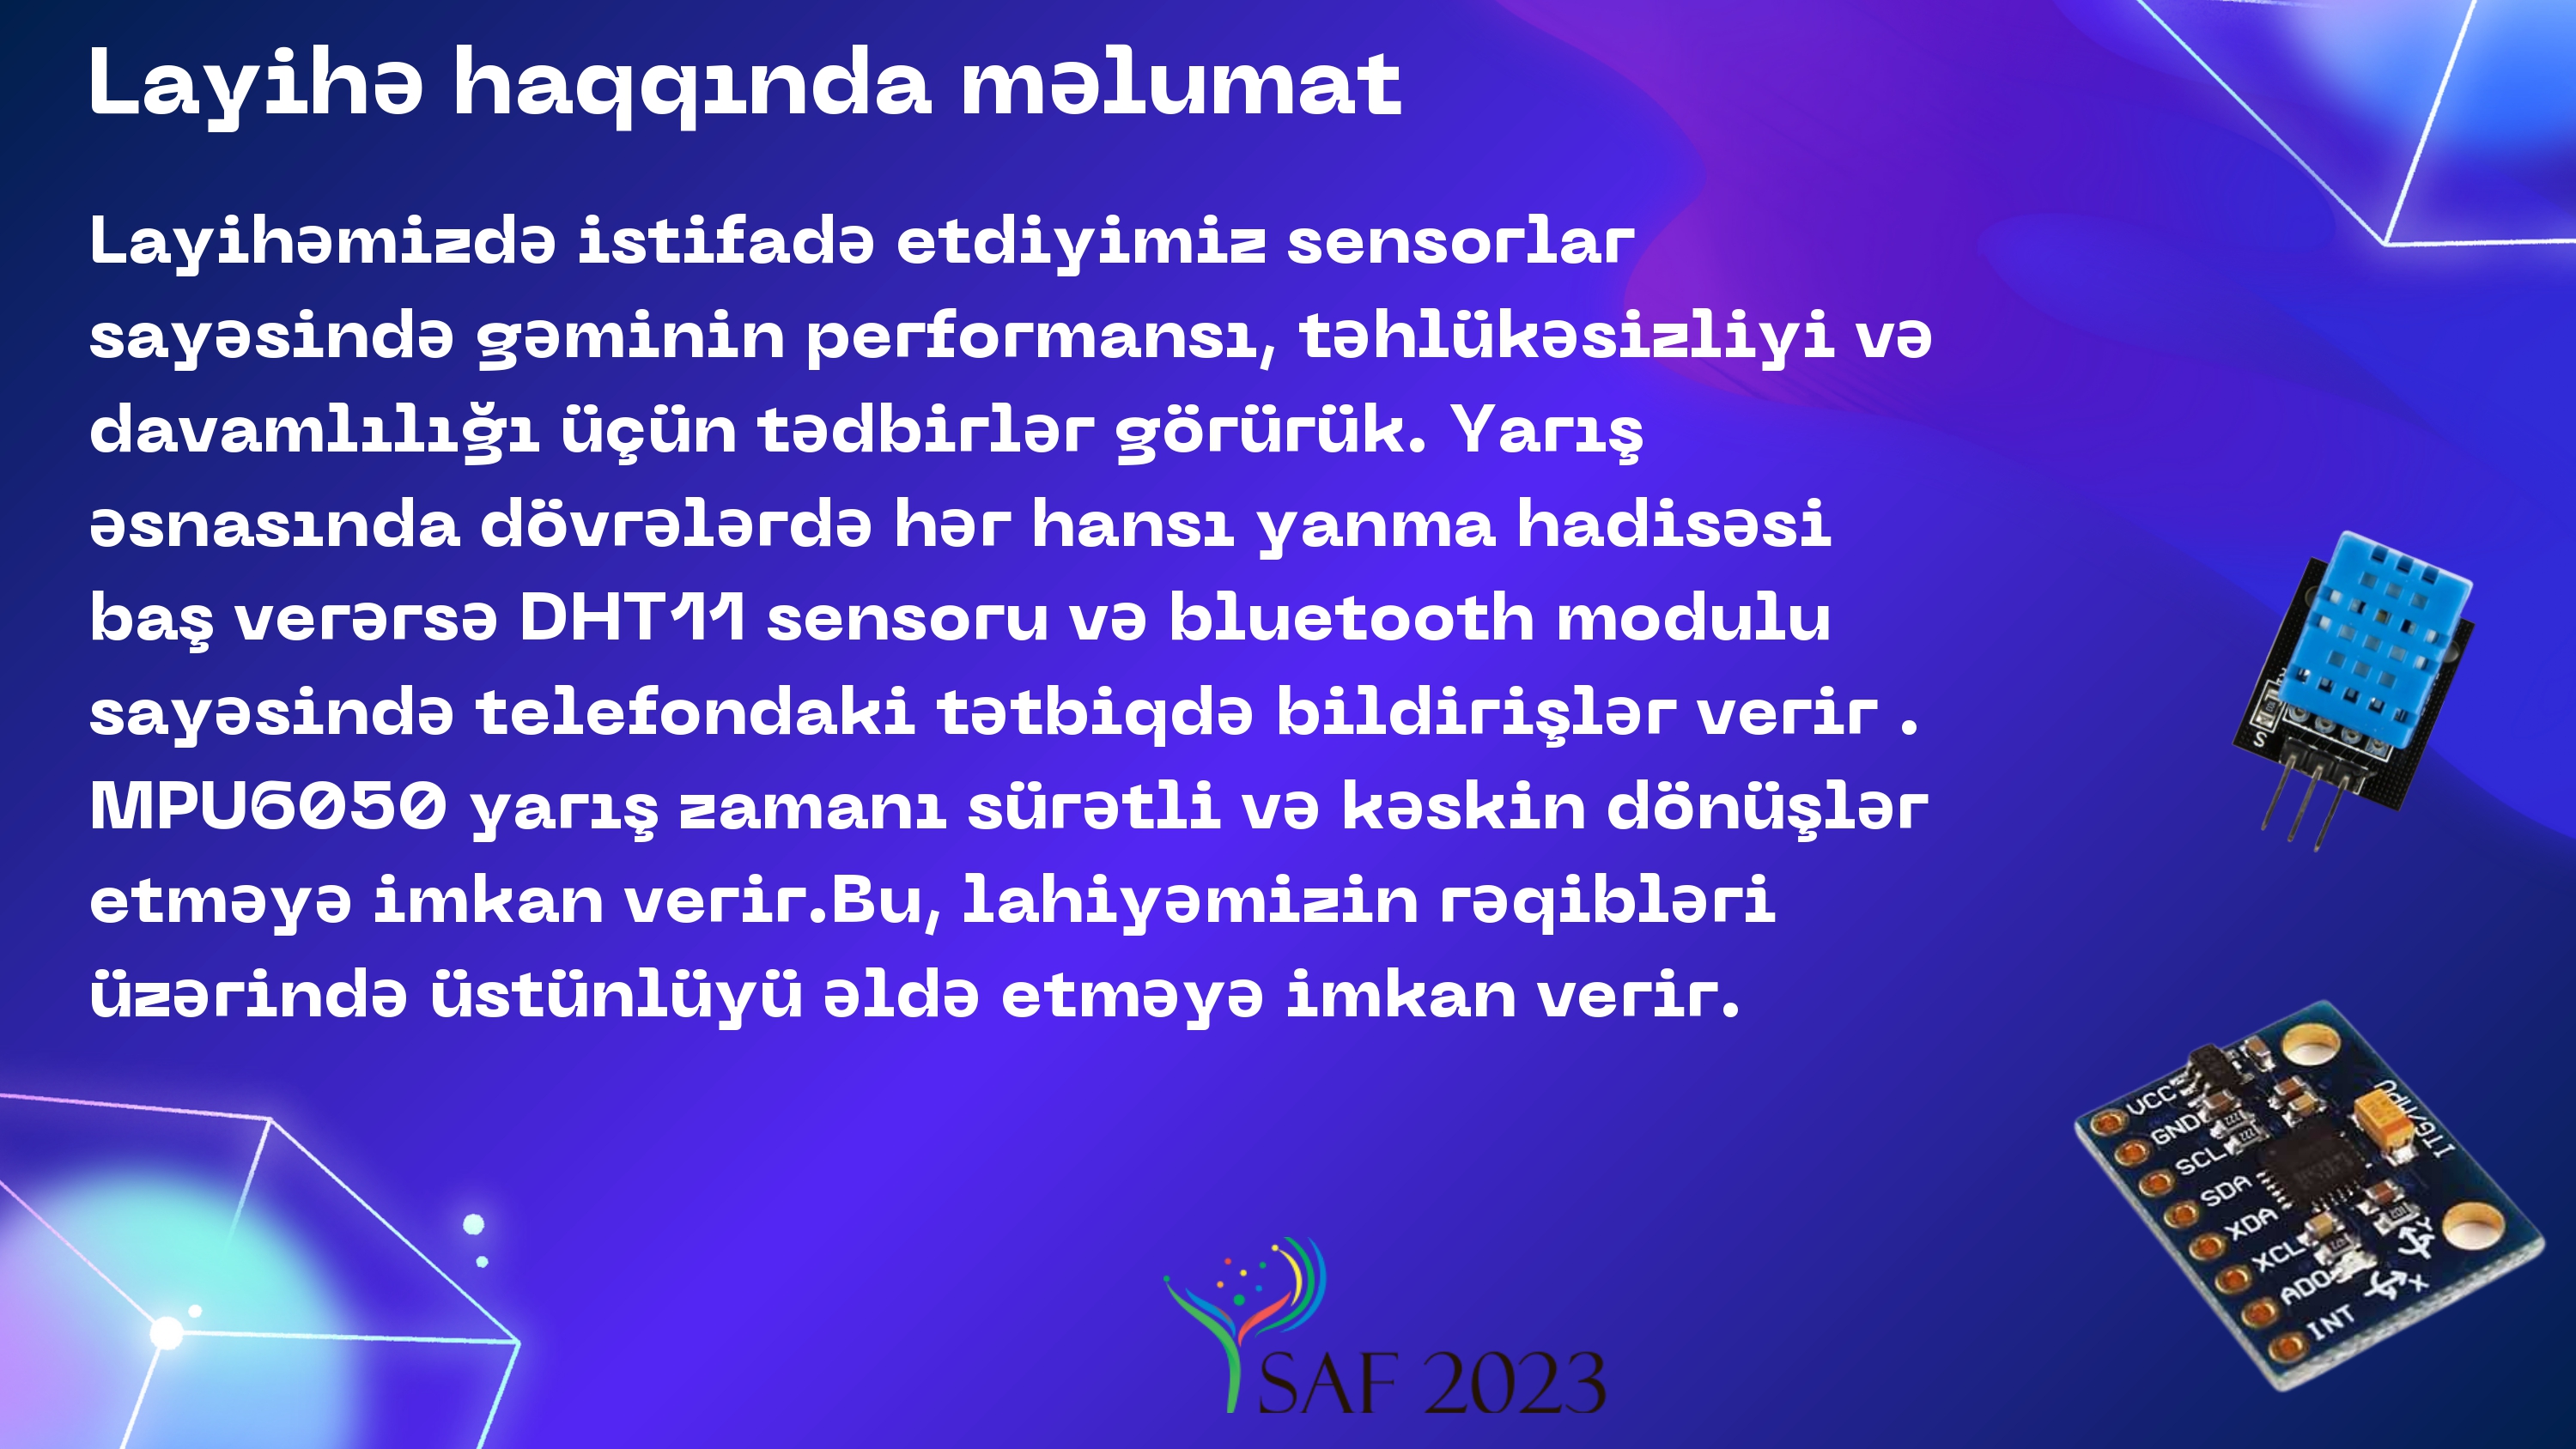 Layihə haqqında məlumat
Layihəmizdə istifadə etdiyimiz sensorlar
sayəsində gəminin performansı, təhlükəsizliyi və
davamlılığı üçün tədbirlər görürük. Yarış
əsnasında dövrələrdə hər hansı yanma hadisəsi
baş verərsə DHT11 sensoru və bluetooth modulu
sayəsində telefondaki tətbiqdə bildirişlər verir .
MPU6050 yarış zamanı sürətli və kəskin dönüşlər
etməyə imkan verir.Bu, lahiyəmizin rəqibləri
üzərində üstünlüyü əldə etməyə imkan verir.
S
VCC
GND
SCL
SDA
XDA
XCL
ADO
INT
ITG/MPU
Y
X
SAF 2023